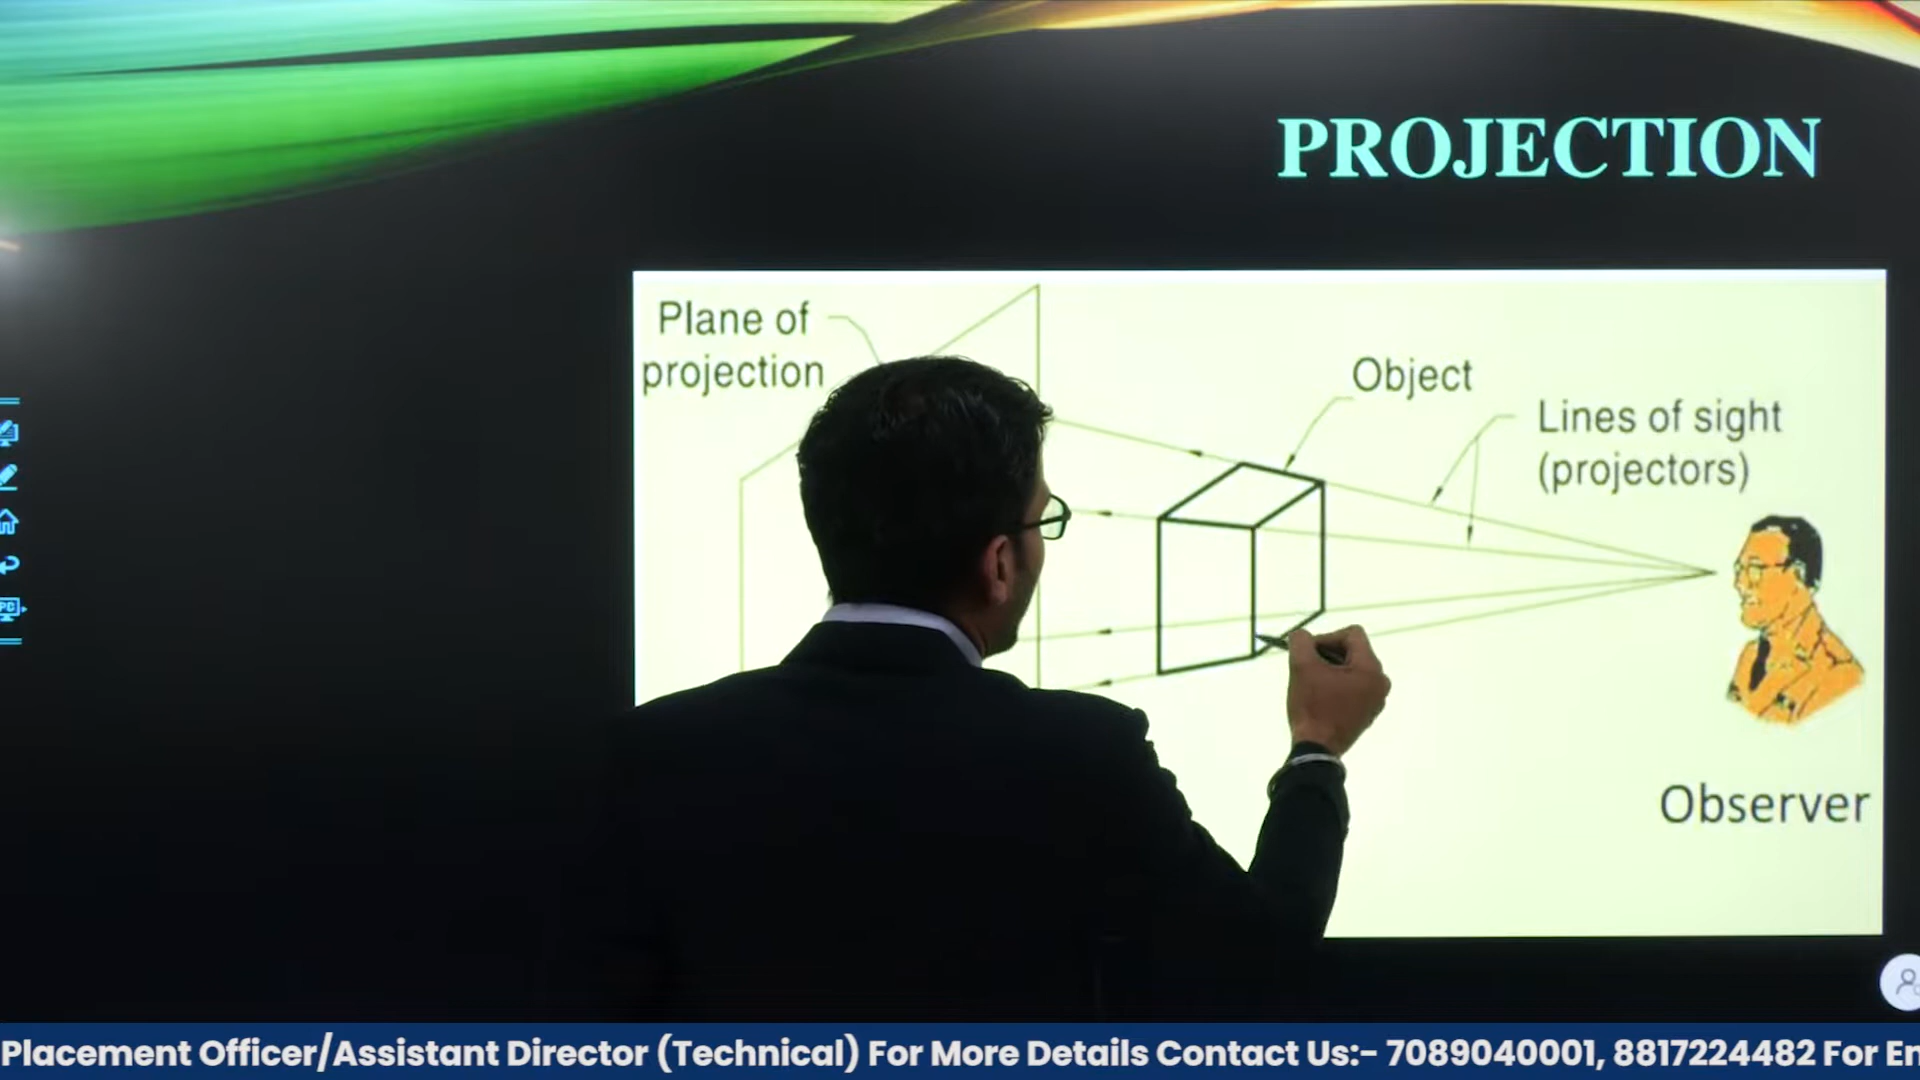 PROJECTION
Plane of
projection
Object
Lines of sight
(projectors)
Observer
PC
Placement Officer/Assistant Director (Technical) For More Details Contact Us:- 7089040001, 8817224482 For